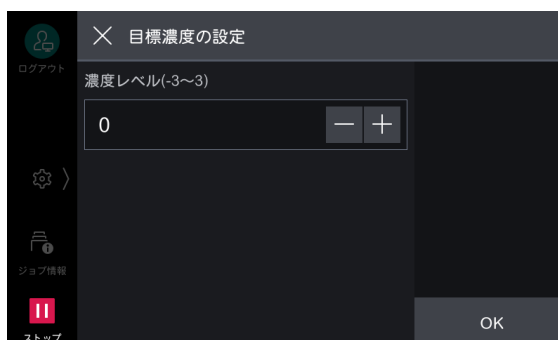 目標濃度の設定
ログアウト
濃度レベル(-3～3)
0
ジョブ情報
OK
ストップ